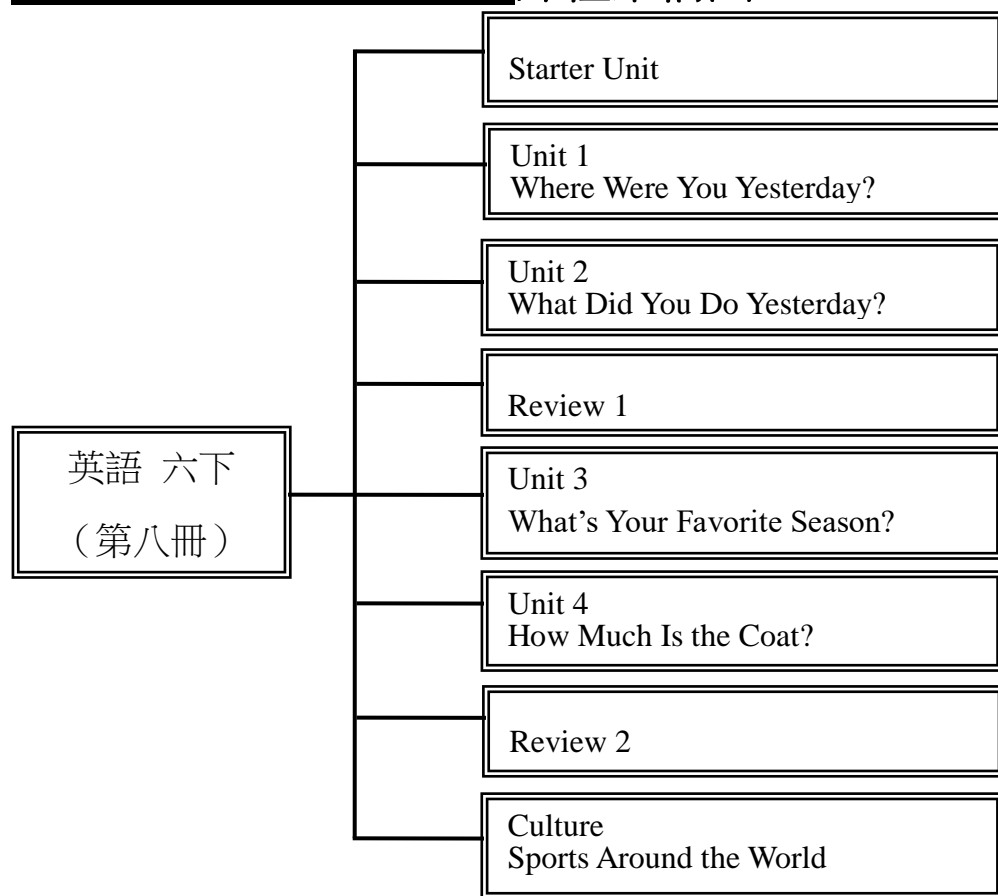 Starter Unit
Unit 1
Where Were You Yesterday?
Unit 2
What Did You Do Yesterday?
Review 1
英語 六下
（第八冊）
Unit 3
What’s Your Favorite Season?
Unit 4
How Much Is the Coat?
Review 2
Culture
Sports Around the World